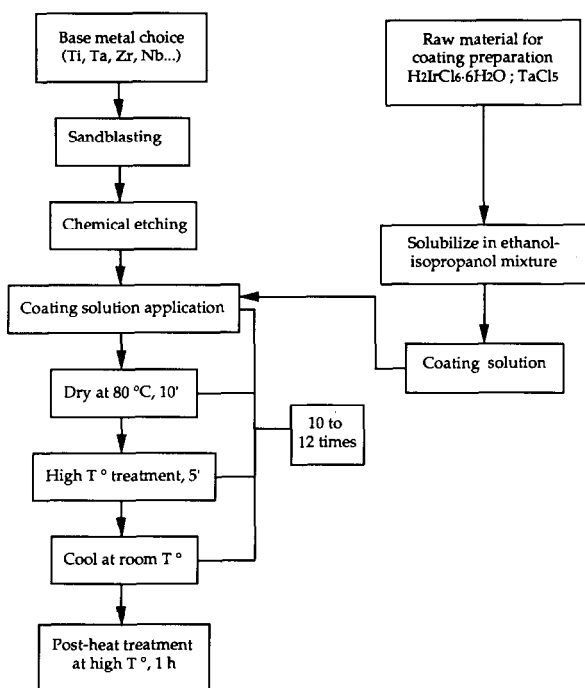 Base metal choice
(Ti, Ta, Zr, Nb...)
Sandblasting
Chemical etching
Coating solution application
Dry at 80 °C, 10'
High T° treatment, 5'
Cool at room T°
Post-heat treatment
at high T°, 1 h
10 to
12 times
Raw material for
coating preparation
H2IrCl6·6H2O ; TaCl5
Solubilize in ethanol-
isopropanol mixture
Coating solution